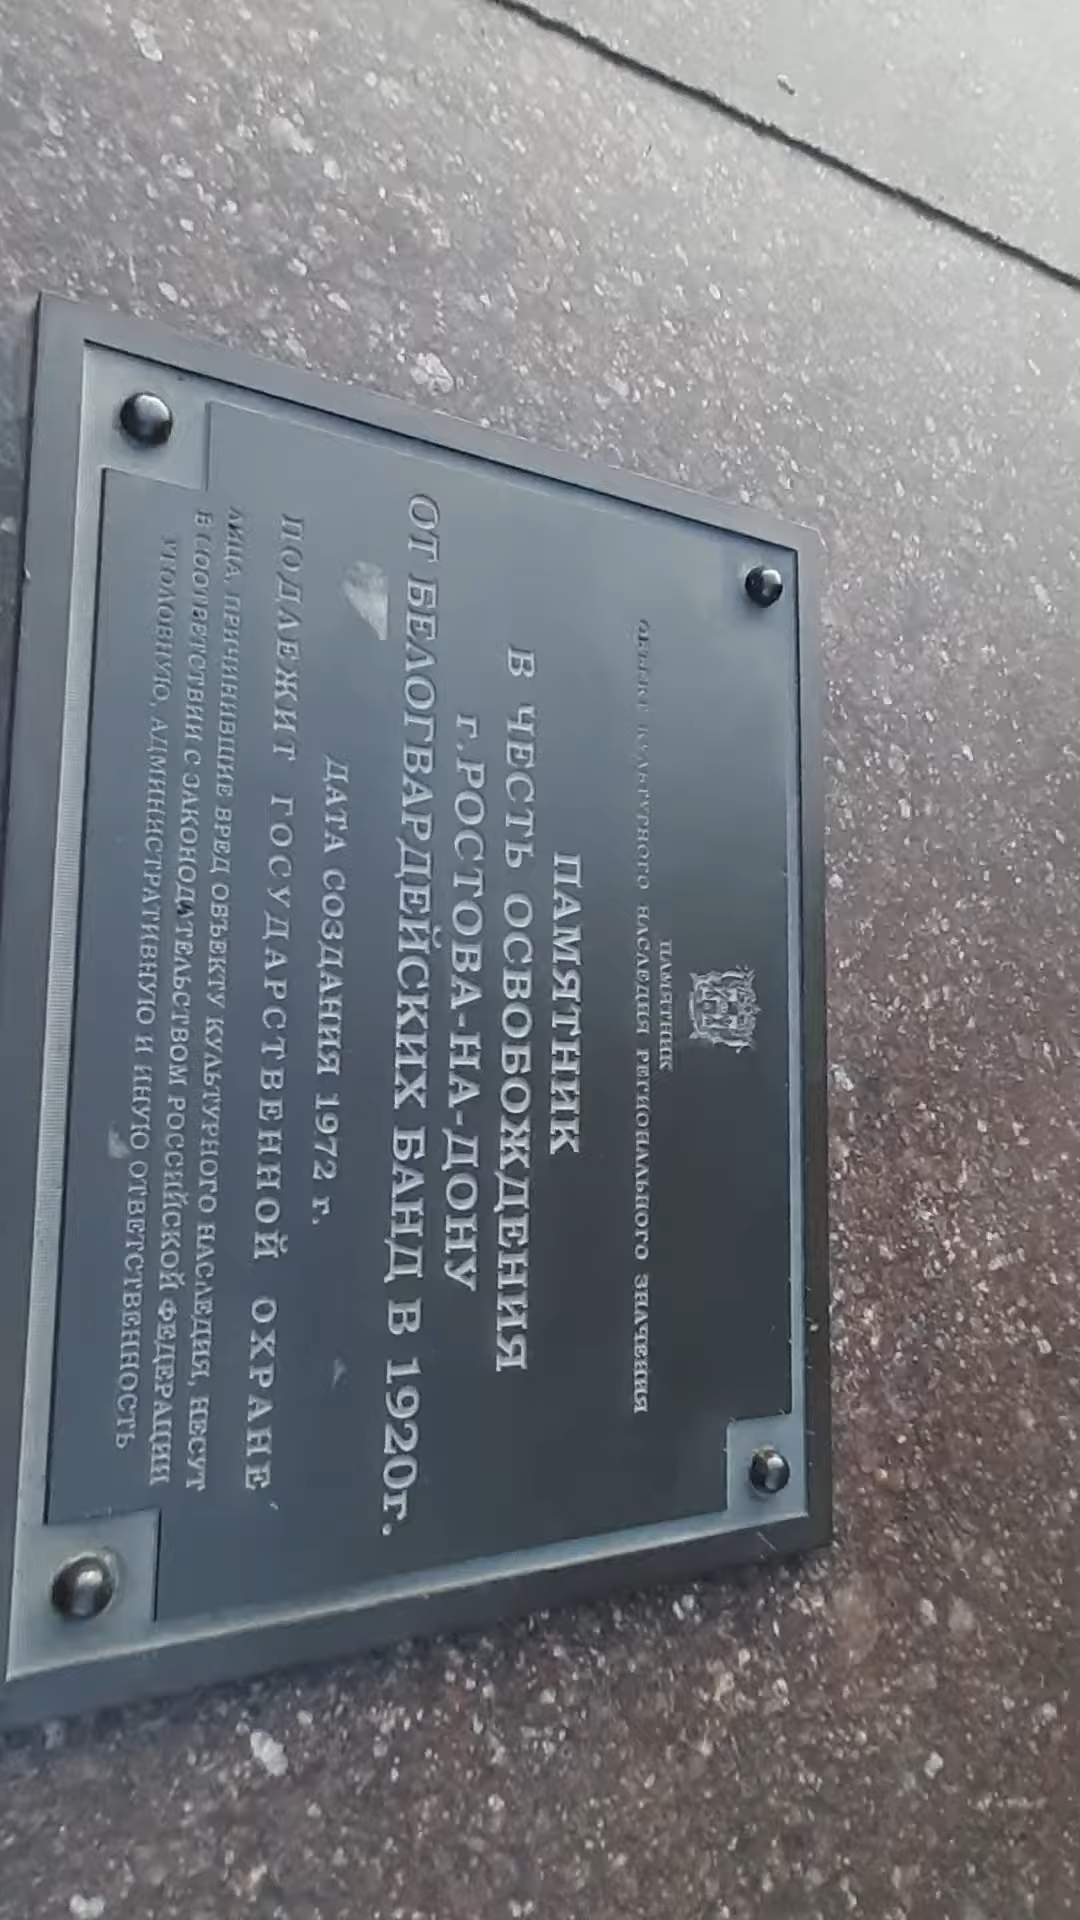 ПАМЯТНИК
ОБЪЕКТ КУЛЬТУРНОГО НАСЛЕДИЯ РЕГИОНАЛЬНОГО ЗНАЧЕНИЯ
ПАМЯТНИК
В ЧЕСТЬ ОСВОБОЖДЕНИЯ
г.РОСТОВА-НА-ДОНУ
ОТ БЕЛОГВАРДЕЙСКИХ БАНД В 1920г.
ДАТА СОЗДАНИЯ 1972 г.
ПОДЛЕЖИТ ГОСУДАРСТВЕННОЙ ОХРАНЕ
ЛИЦА, ПРИЧИНИВШИЕ ВРЕД ОБЪЕКТУ КУЛЬТУРНОГО НАСЛЕДИЯ, НЕСУТ
В СООТВЕТСТВИИ С ЗАКОНОДАТЕЛЬСТВОМ РОССИЙСКОЙ ФЕДЕРАЦИИ
УГОЛОВНУЮ, АДМИНИСТРАТИВНУЮ И ИНУЮ ОТВЕТСТВЕННОСТЬ